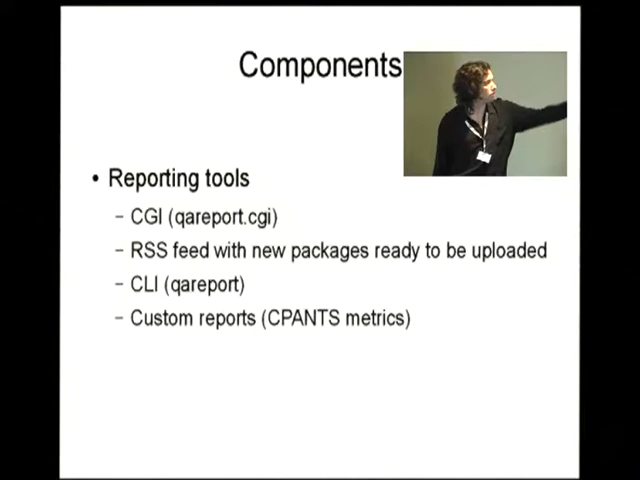 Components
• Reporting tools
– CGI (qareport.cgi)
– RSS feed with new packages ready to be uploaded
– CLI (qareport)
– Custom reports (CPANTS metrics)